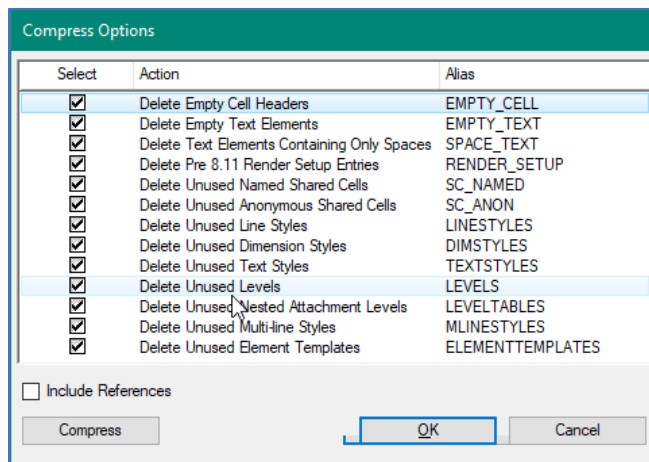 Compress Options
Select Action Alias
Delete Empty Cell Headers EMPTY_CELL
Delete Empty Text Elements EMPTY_TEXT
Delete Text Elements Containing Only Spaces SPACE_TEXT
Delete Pre 8.11 Render Setup Entries RENDER_SETUP
Delete Unused Named Shared Cells SC_NAMED
Delete Unused Anonymous Shared Cells SC_ANON
Delete Unused Line Styles LINESTYLES
Delete Unused Dimension Styles DIMSTYLES
Delete Unused Text Styles TEXTSTYLES
Delete Unused Levels LEVELS
Delete Unused Nested Attachment Levels LEVELTABLES
Delete Unused Multi-line Styles MLINESTYLES
Delete Unused Element Templates ELEMENTTEMPLATES
Include References
Compress OK Cancel